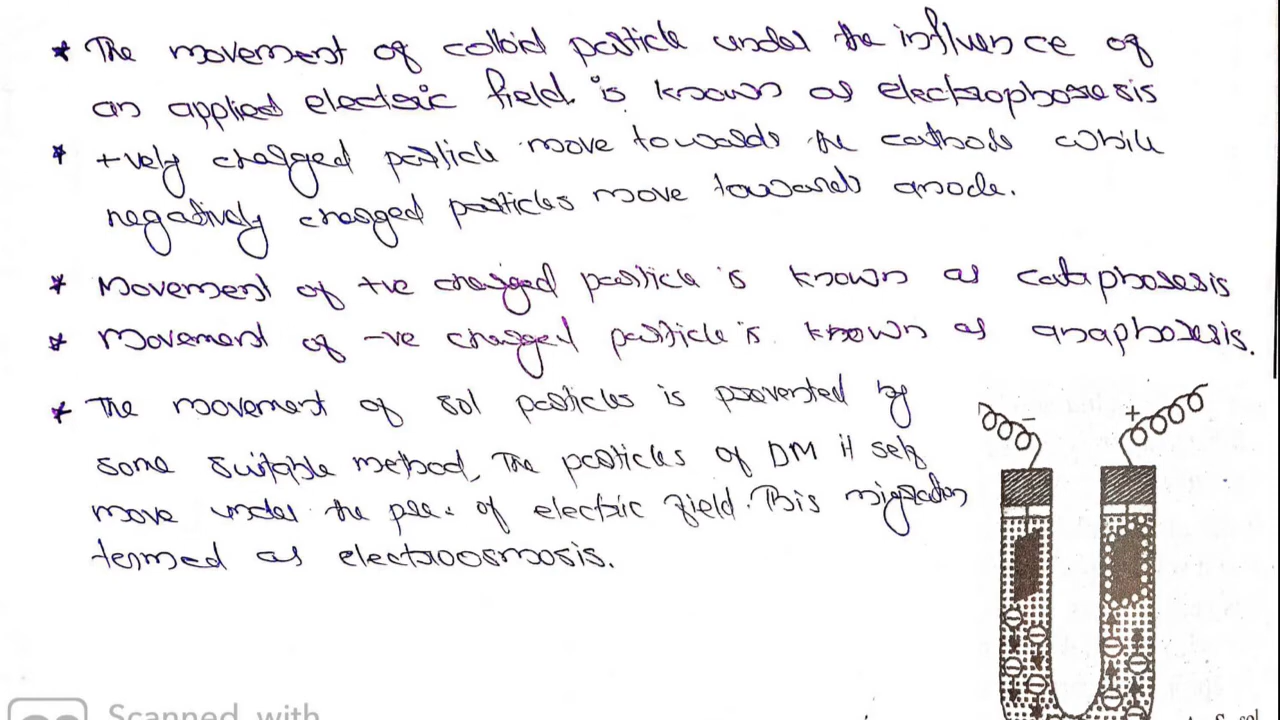 * The movement of colloid particle under the influence of
an applied electric field is known as electrophoresis
* +vely charged particle move towards the cathode while
negatively charged particles move towards anode.
* Movement of +ve charged particle is known as cataphoresis
* Movement of -ve charged particle is known as anaphoresis.
* The movement of sol particles is prevented by
some suitable method, The particles of DM it self
move under the pre. of electric field. This migration
termed as electroosmosis.
- +
Scanned with